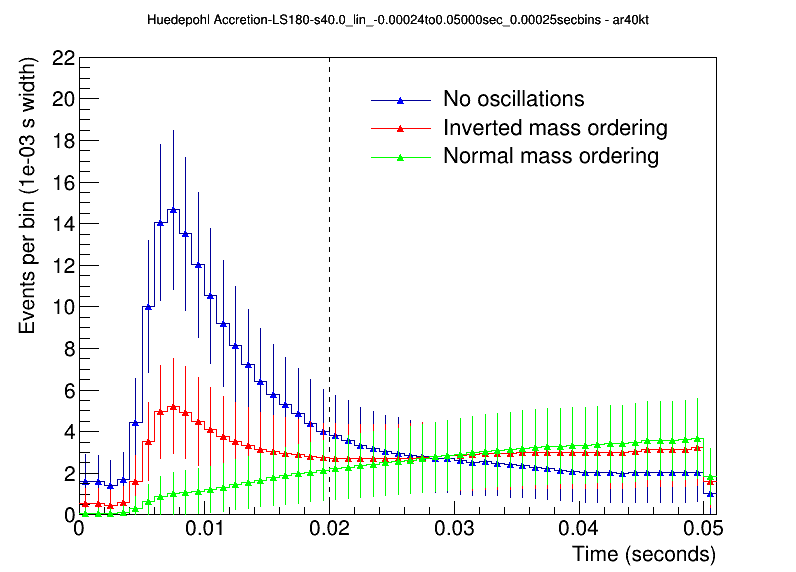 Huedepohl Accretion-LS180-s40.0_lin_-0.00024to0.05000sec_0.00025secbins - ar40kt
Events per bin (1e-03 s width)
22
20
18
16
14
12
10
8
6
4
2
0
No oscillations
Inverted mass ordering
Normal mass ordering
0 0.01 0.02 0.03 0.04 0.05
Time (seconds)